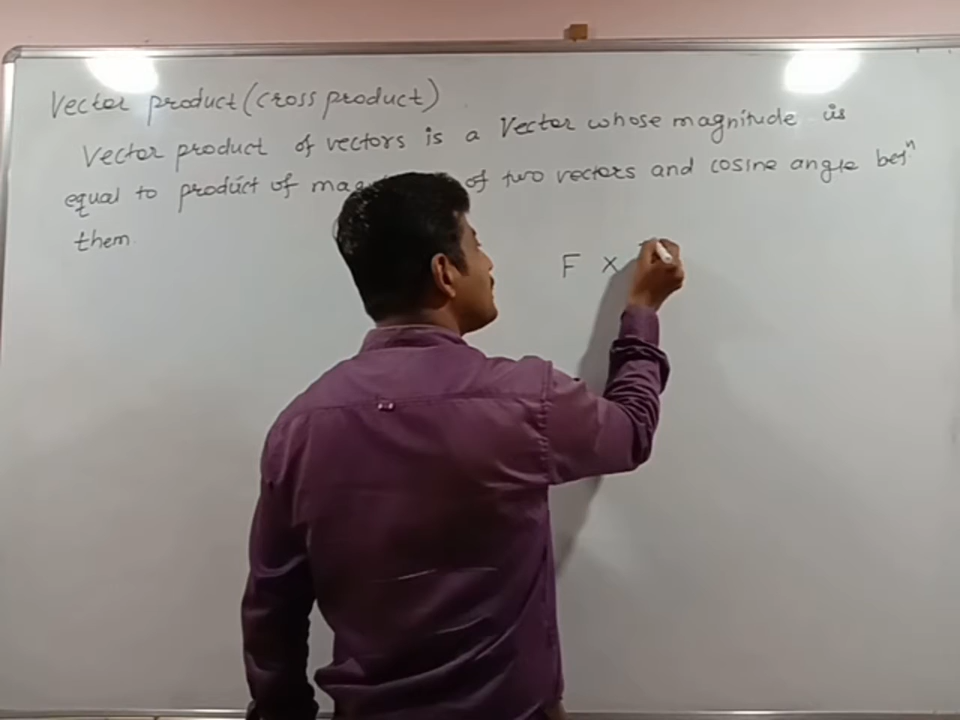 Vector product (cross product)
Vector product of vectors is a Vector whose magnitude is
equal to product of of two vectors and cosine angle betⁿ
them.
F ×